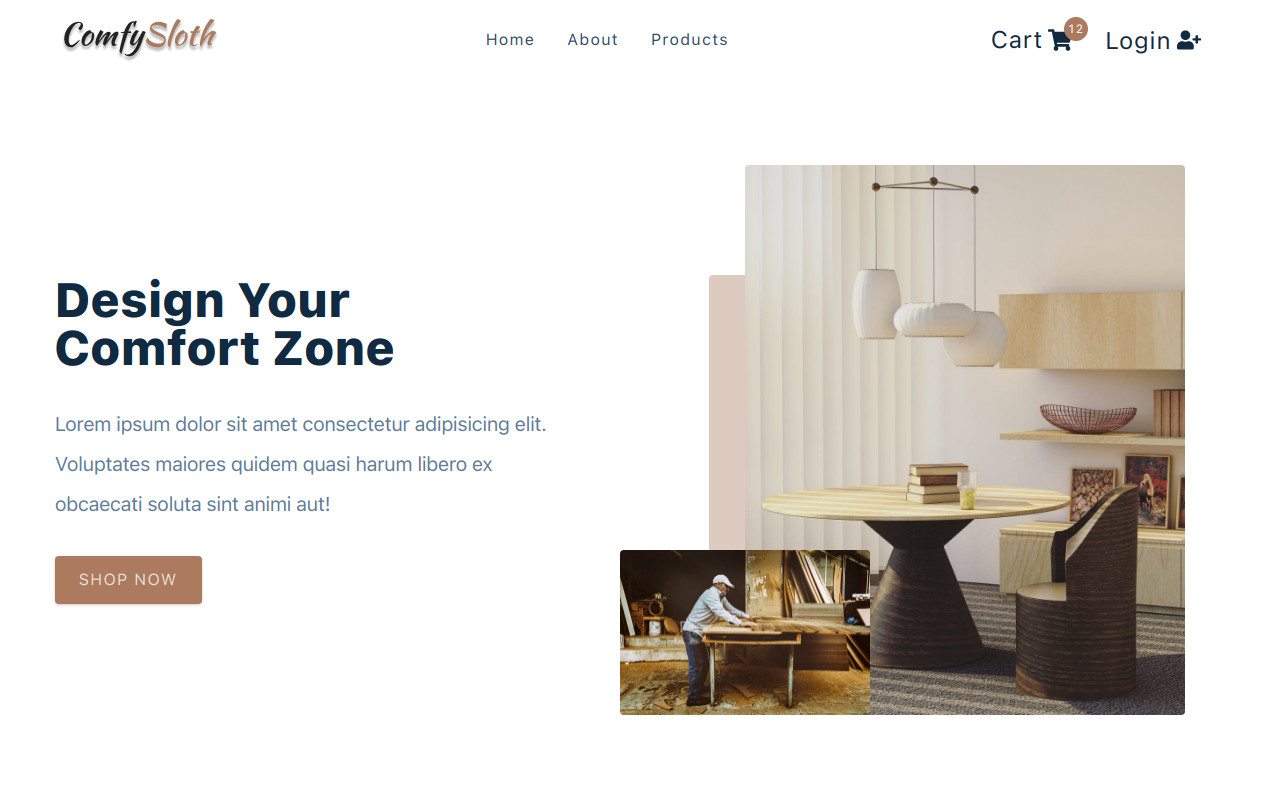 ComfySloth
Home About Products
Cart 12 Login
Design Your
Comfort Zone
Lorem ipsum dolor sit amet consectetur adipisicing elit.
Voluptates maiores quidem quasi harum libero ex
obcaecati soluta sint animi aut!
SHOP NOW